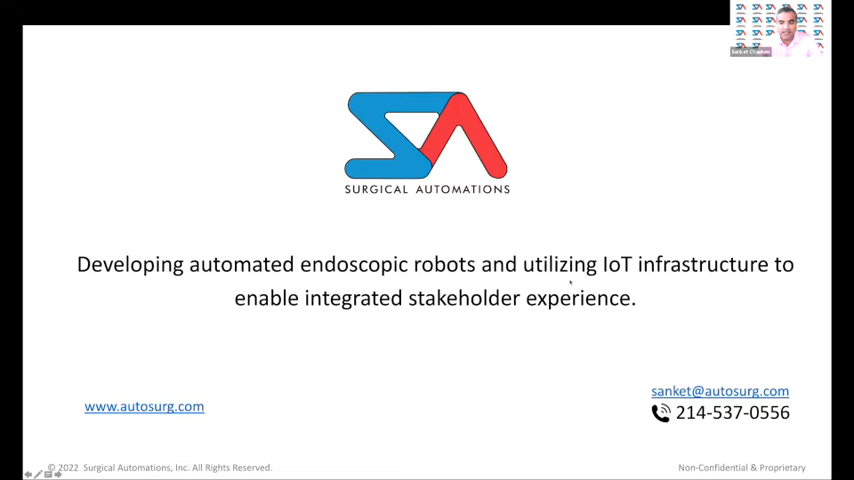 SURGICAL AUTOMATIONS
Developing automated endoscopic robots and utilizing IoT infrastructure to
enable integrated stakeholder experience.
www.autosurg.com
sanket@autosurg.com
214-537-0556
© 2022 Surgical Automations, Inc. All Rights Reserved.
Non-Confidential & Proprietary